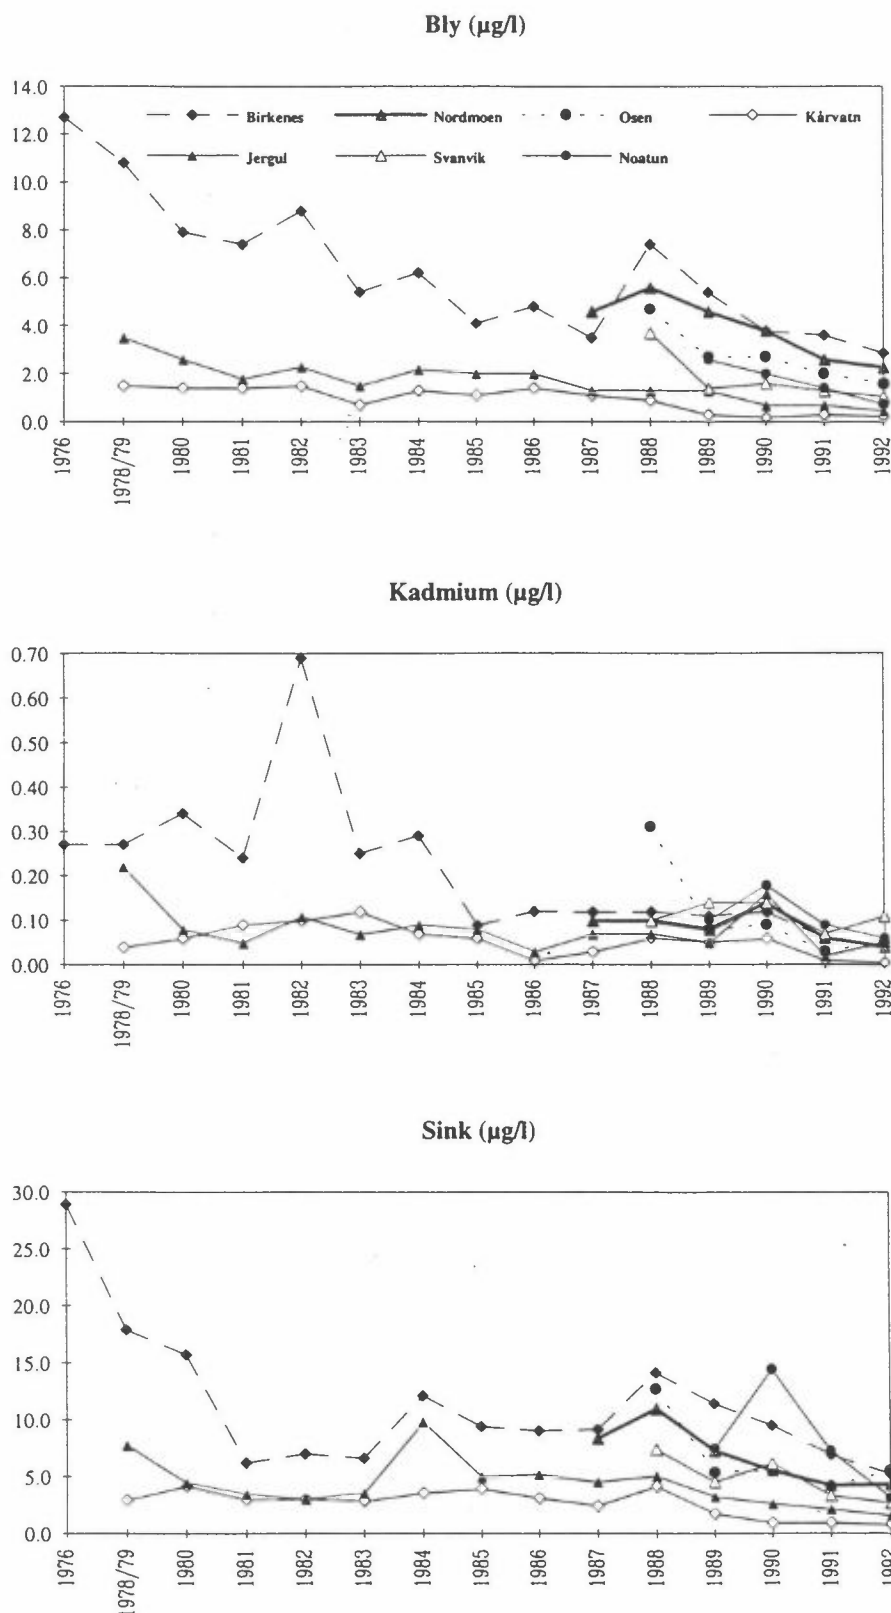 Bly (µg/l)
14.0
12.0
10.0
8.0
6.0
4.0
2.0
0.0
Birkenes Nordmoen Osen Kårvatn
Jergul Svanvik Noatun
1976 1978/79 1980 1981 1982 1983 1984 1985 1986 1987 1988 1989 1990 1991 1992
Kadmium (µg/l)
0.70
0.60
0.50
0.40
0.30
0.20
0.10
0.00
1976 1978/79 1980 1981 1982 1983 1984 1985 1986 1987 1988 1989 1990 1991 1992
Sink (µg/l)
30.0
25.0
20.0
15.0
10.0
5.0
0.0
1976 1978/79 1980 1981 1982 1983 1984 1985 1986 1987 1988 1989 1990 1991 1992